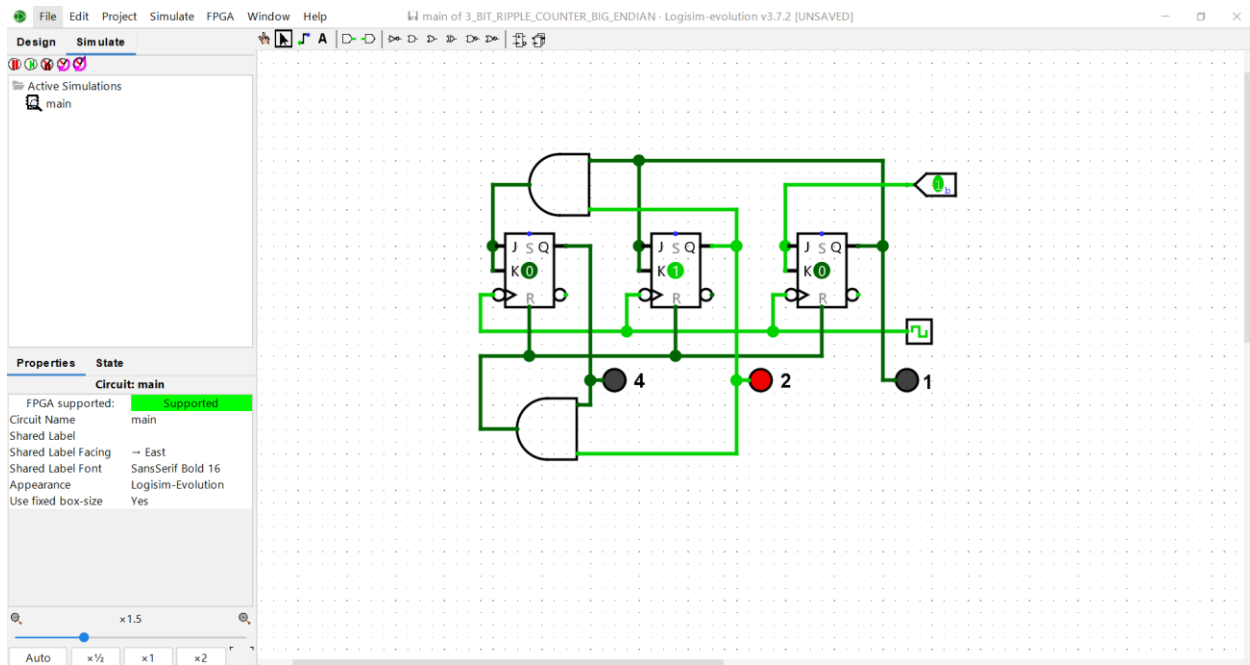 File Edit Project Simulate FPGA Window Help main of 3_BIT_RIPPLE_COUNTER_BIG_ENDIAN · Logisim-evolution v3.7.2 [UNSAVED]
Design Simulate A
Active Simulations
main
1 b
J S Q J S Q J S Q
K 0 K 1 K 0
R R R
4 2 1
Properties State
Circuit: main
FPGA supported: Supported
Circuit Name main
Shared Label
Shared Label Facing → East
Shared Label Font SansSerif Bold 16
Appearance Logisim-Evolution
Use fixed box-size Yes
×1.5
Auto ×½ ×1 ×2